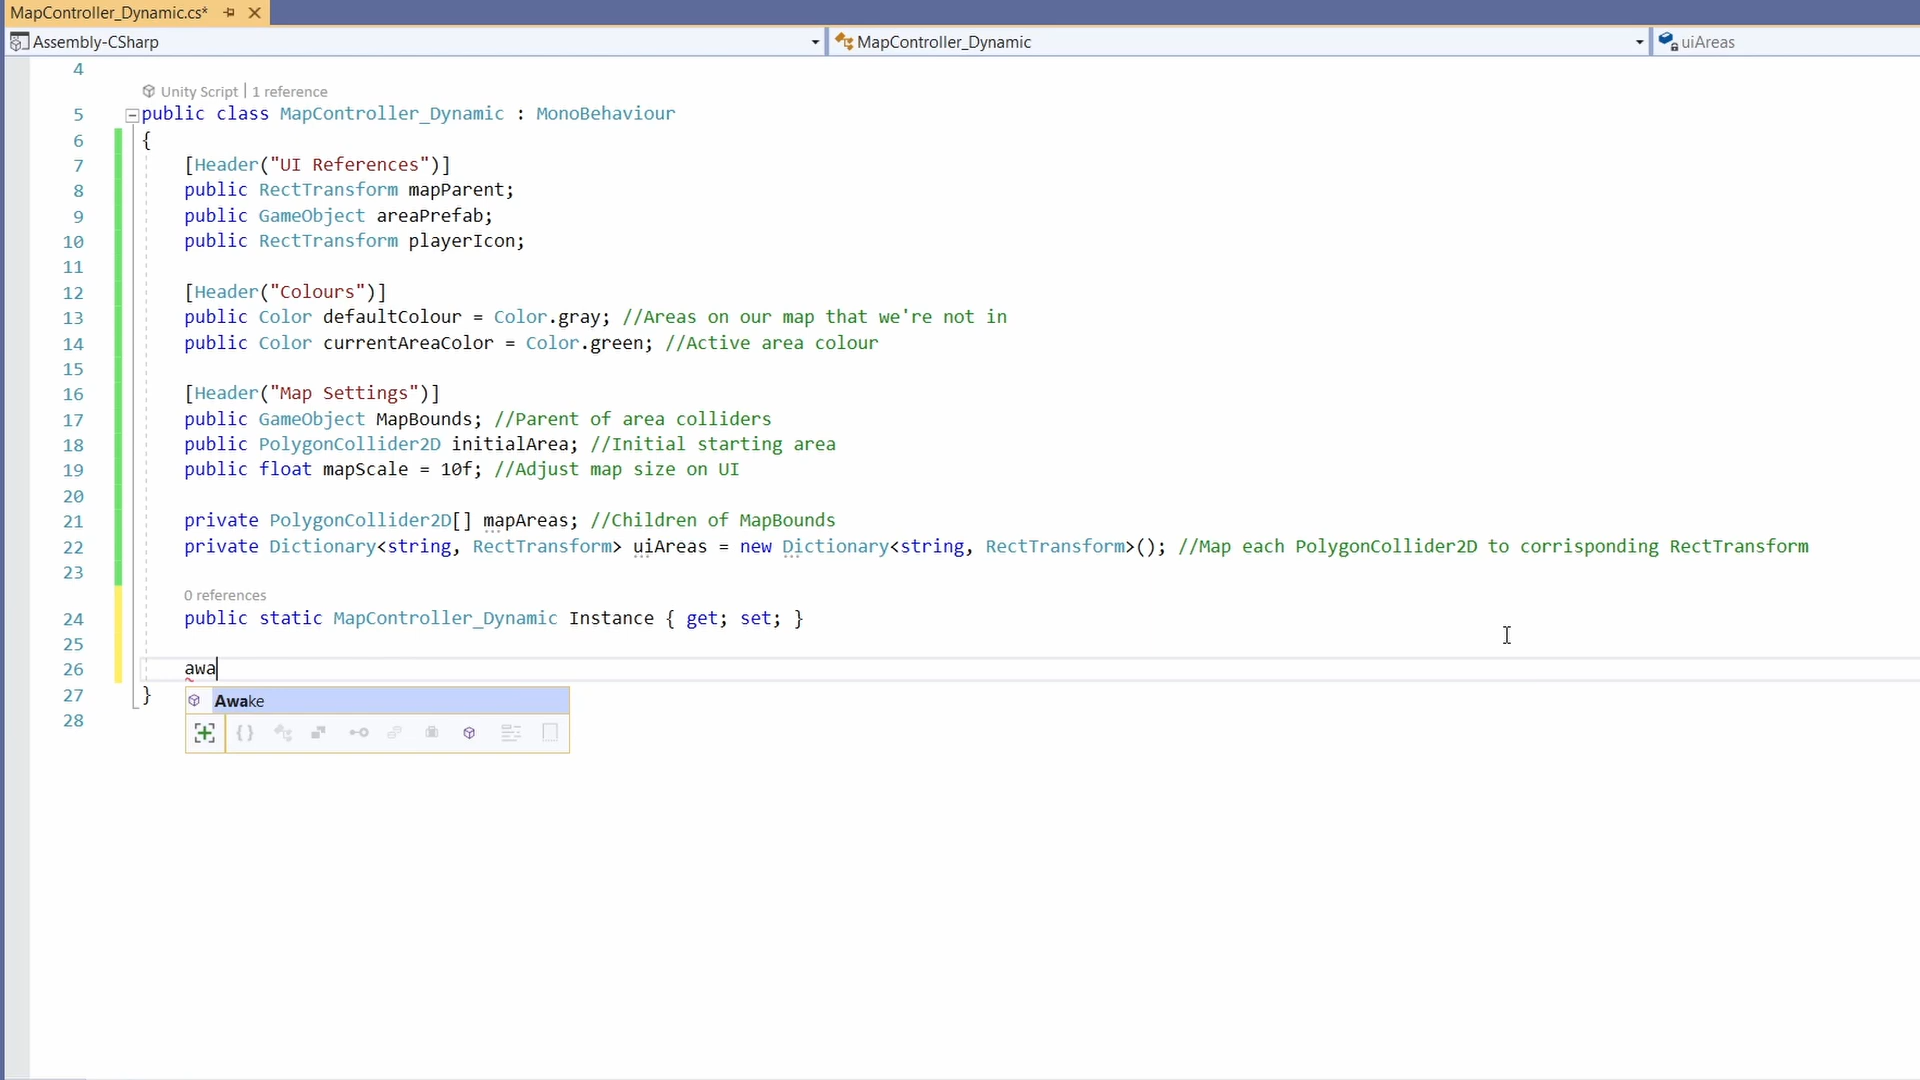 MapController_Dynamic.cs*
Assembly-CSharp MapController_Dynamic uiAreas
4
Unity Script | 1 reference
5 public class MapController_Dynamic : MonoBehaviour
6 {
7 [Header("UI References")]
8 public RectTransform mapParent;
9 public GameObject areaPrefab;
10 public RectTransform playerIcon;
11
12 [Header("Colours")]
13 public Color defaultColour = Color.gray; //Areas on our map that we're not in
14 public Color currentAreaColor = Color.green; //Active area colour
15
16 [Header("Map Settings")]
17 public GameObject MapBounds; //Parent of area colliders
18 public PolygonCollider2D initialArea; //Initial starting area
19 public float mapScale = 10f; //Adjust map size on UI
20
21 private PolygonCollider2D[] mapAreas; //Children of MapBounds
22 private Dictionary<string, RectTransform> uiAreas = new Dictionary<string, RectTransform>(); //Map each PolygonCollider2D to corrisponding RectTransform
23
0 references
24 public static MapController_Dynamic Instance { get; set; }
25
26 awa
Awake
27 }
28